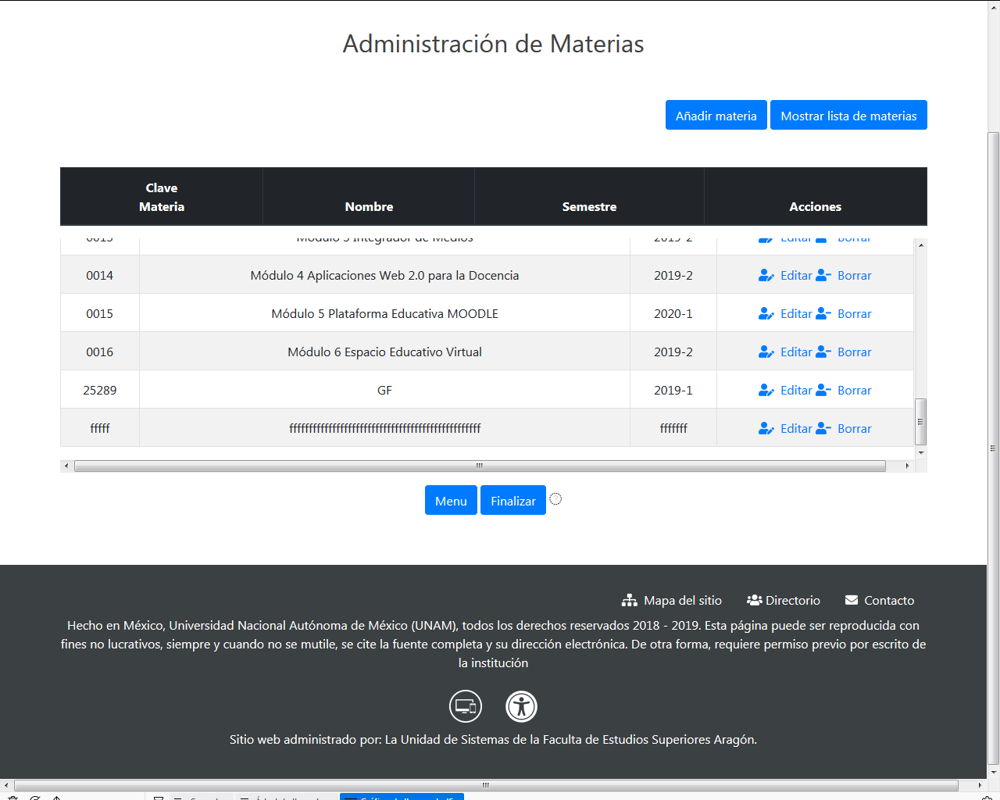 Administración de Materias
Añadir materia Mostrar lista de materias
Clave
Materia Nombre Semestre Acciones
0014 Módulo 4 Aplicaciones Web 2.0 para la Docencia 2019-2 Editar Borrar
0015 Módulo 5 Plataforma Educativa MOODLE 2020-1 Editar Borrar
0016 Módulo 6 Espacio Educativo Virtual 2019-2 Editar Borrar
25289 GF 2019-1 Editar Borrar
fffff ffffffffffffffffffffffffffffffffffffffffffffffffff fffffff Editar Borrar
Menu Finalizar
Mapa del sitio Directorio Contacto
Hecho en México, Universidad Nacional Autónoma de México (UNAM), todos los derechos reservados 2018 - 2019. Esta página puede ser reproducida con
fines no lucrativos, siempre y cuando no se mutile, se cite la fuente completa y su dirección electrónica. De otra forma, requiere permiso previo por escrito de
la institución
Sitio web administrado por: La Unidad de Sistemas de la Faculta de Estudios Superiores Aragón.